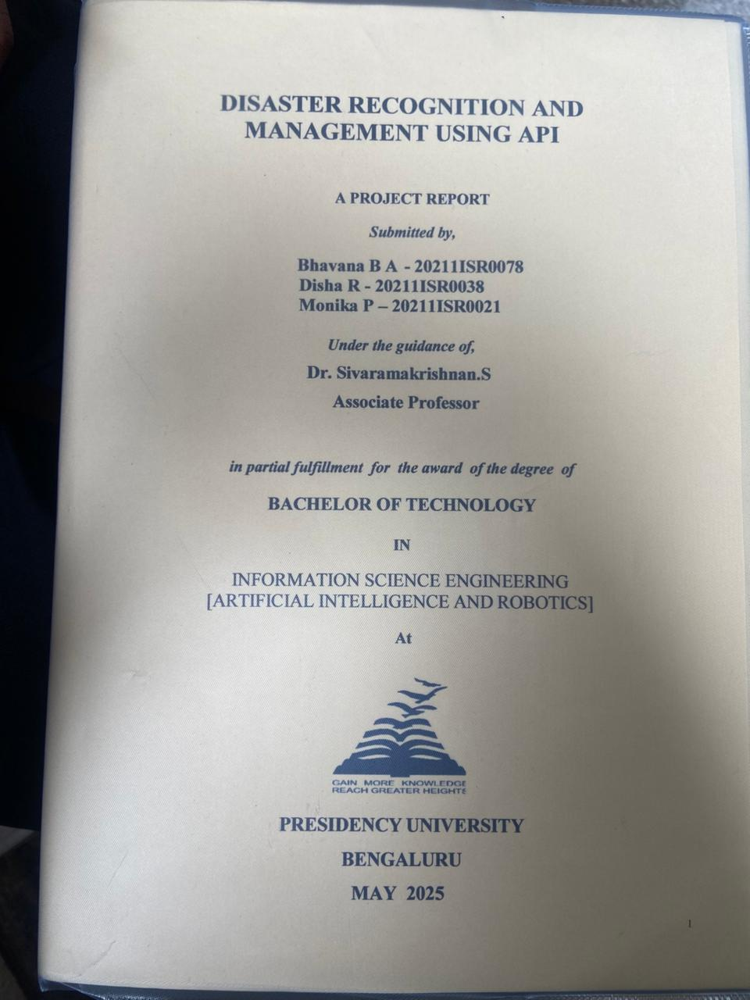 DISASTER RECOGNITION AND
MANAGEMENT USING API
A PROJECT REPORT
Submitted by,
Bhavana B A - 20211ISR0078
Disha R - 20211ISR0038
Monika P – 20211ISR0021
Under the guidance of,
Dr. Sivaramakrishnan.S
Associate Professor
in partial fulfillment for the award of the degree of
BACHELOR OF TECHNOLOGY
IN
INFORMATION SCIENCE ENGINEERING
[ARTIFICIAL INTELLIGENCE AND ROBOTICS]
At
GAIN MORE KNOWLEDGE
REACH GREATER HEIGHTS
PRESIDENCY UNIVERSITY
BENGALURU
MAY 2025
1